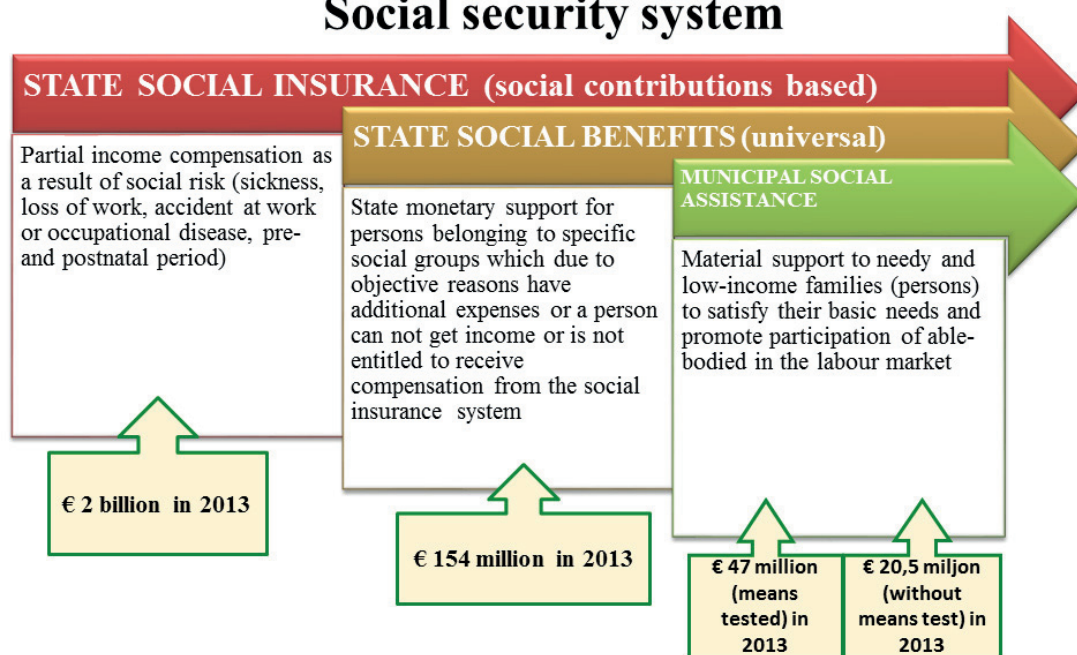 Social security system
STATE SOCIAL INSURANCE (social contributions based)
Partial income compensation as
a result of social risk (sickness,
loss of work, accident at work
or occupational disease, pre-
and postnatal period)
€ 2 billion in 2013
STATE SOCIAL BENEFITS (universal)
State monetary support for
persons belonging to specific
social groups which due to
objective reasons have
additional expenses or a person
can not get income or is not
entitled to receive
compensation from the social
insurance system
€ 154 million in 2013
MUNICIPAL SOCIAL
ASSISTANCE
Material support to needy and
low-income families (persons)
to satisfy their basic needs and
promote participation of able-
bodied in the labour market
€ 47 million
(means
tested) in
2013
€ 20,5 miljon
(without
means test) in
2013